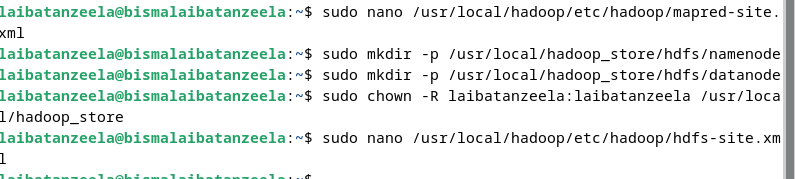 laibatanzeela@bismalaibatanzeela:~$ sudo nano /usr/local/hadoop/etc/hadoop/mapred-site.
xml
laibatanzeela@bismalaibatanzeela:~$ sudo mkdir -p /usr/local/hadoop_store/hdfs/namenode
laibatanzeela@bismalaibatanzeela:~$ sudo mkdir -p /usr/local/hadoop_store/hdfs/datanode
laibatanzeela@bismalaibatanzeela:~$ sudo chown -R laibatanzeela:laibatanzeela /usr/loca
l/hadoop_store
laibatanzeela@bismalaibatanzeela:~$ sudo nano /usr/local/hadoop/etc/hadoop/hdfs-site.xm
l
laibatanzeela@bismalaibatanzeela:~$